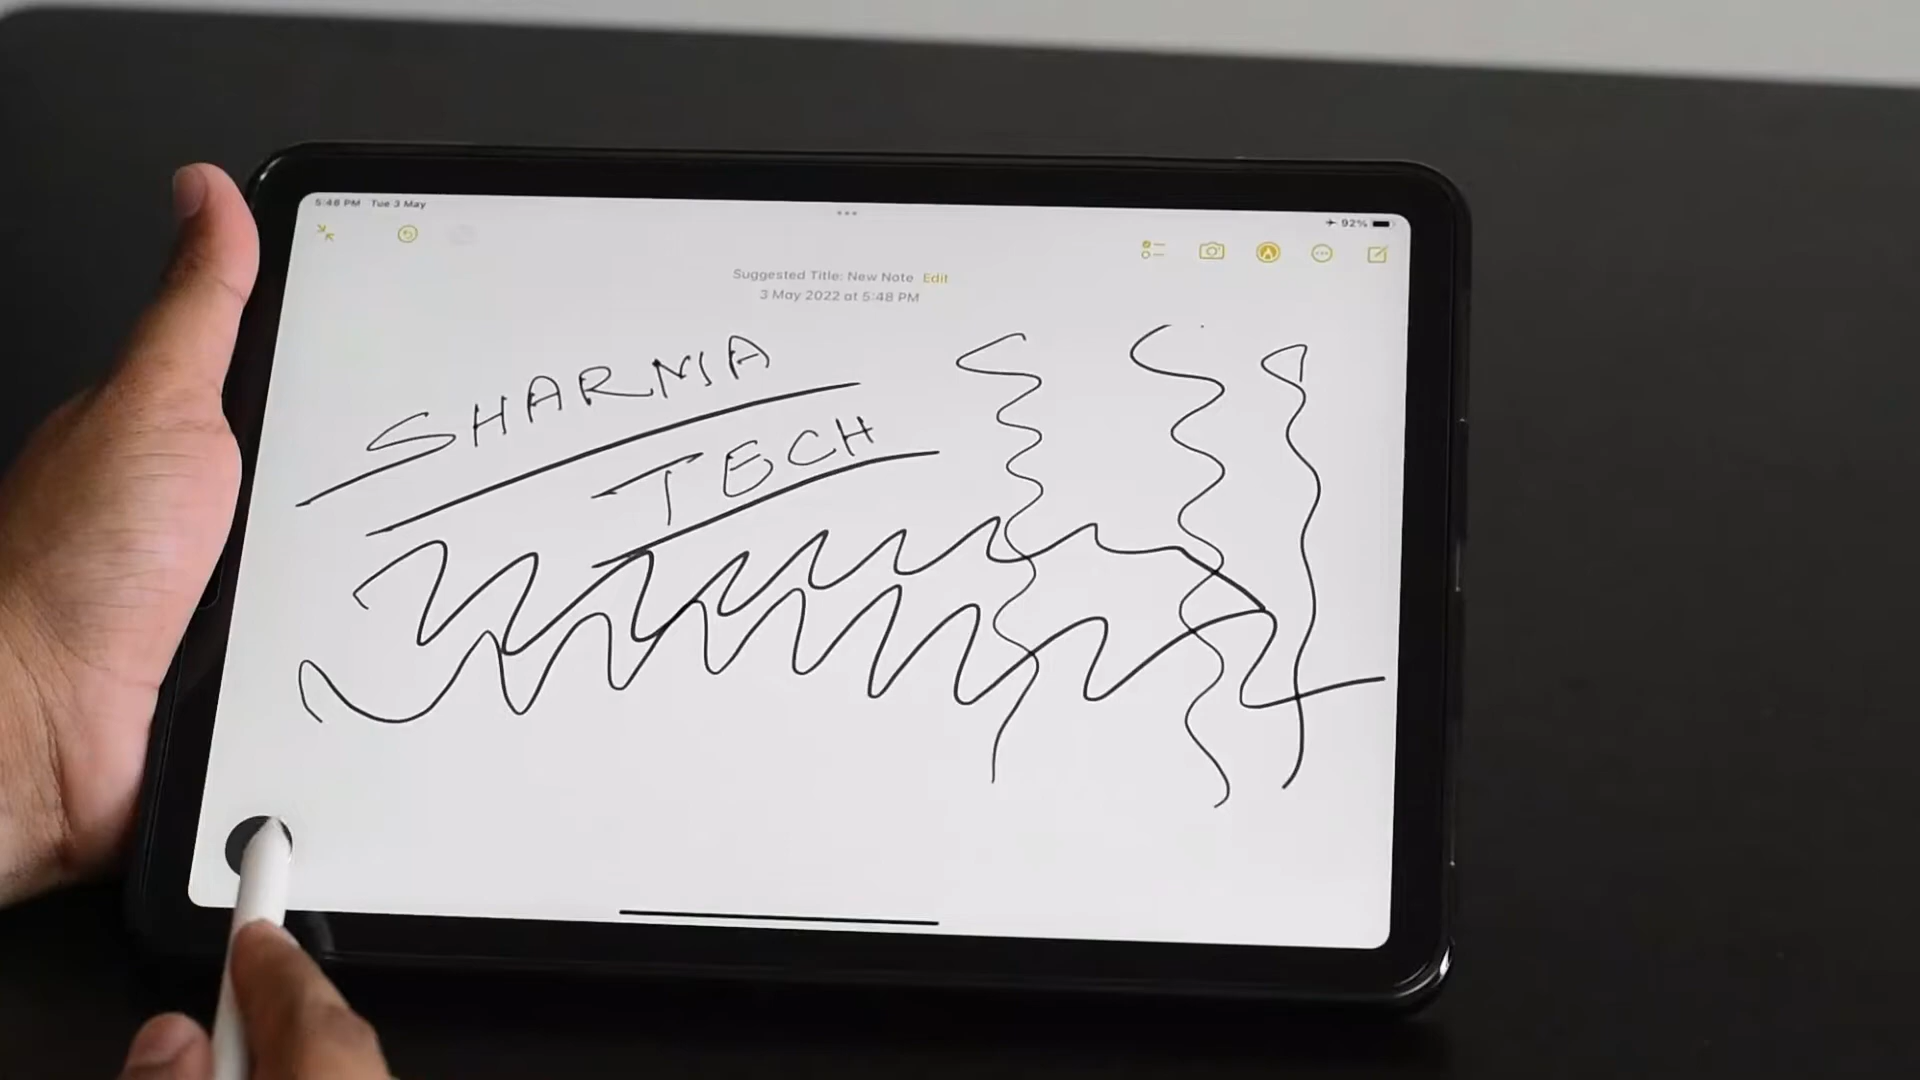 5:48 PM Tue 3 May
92%
Suggested Title: New Note Edit
3 May 2022 at 5:48 PM
SHARMA
TECH